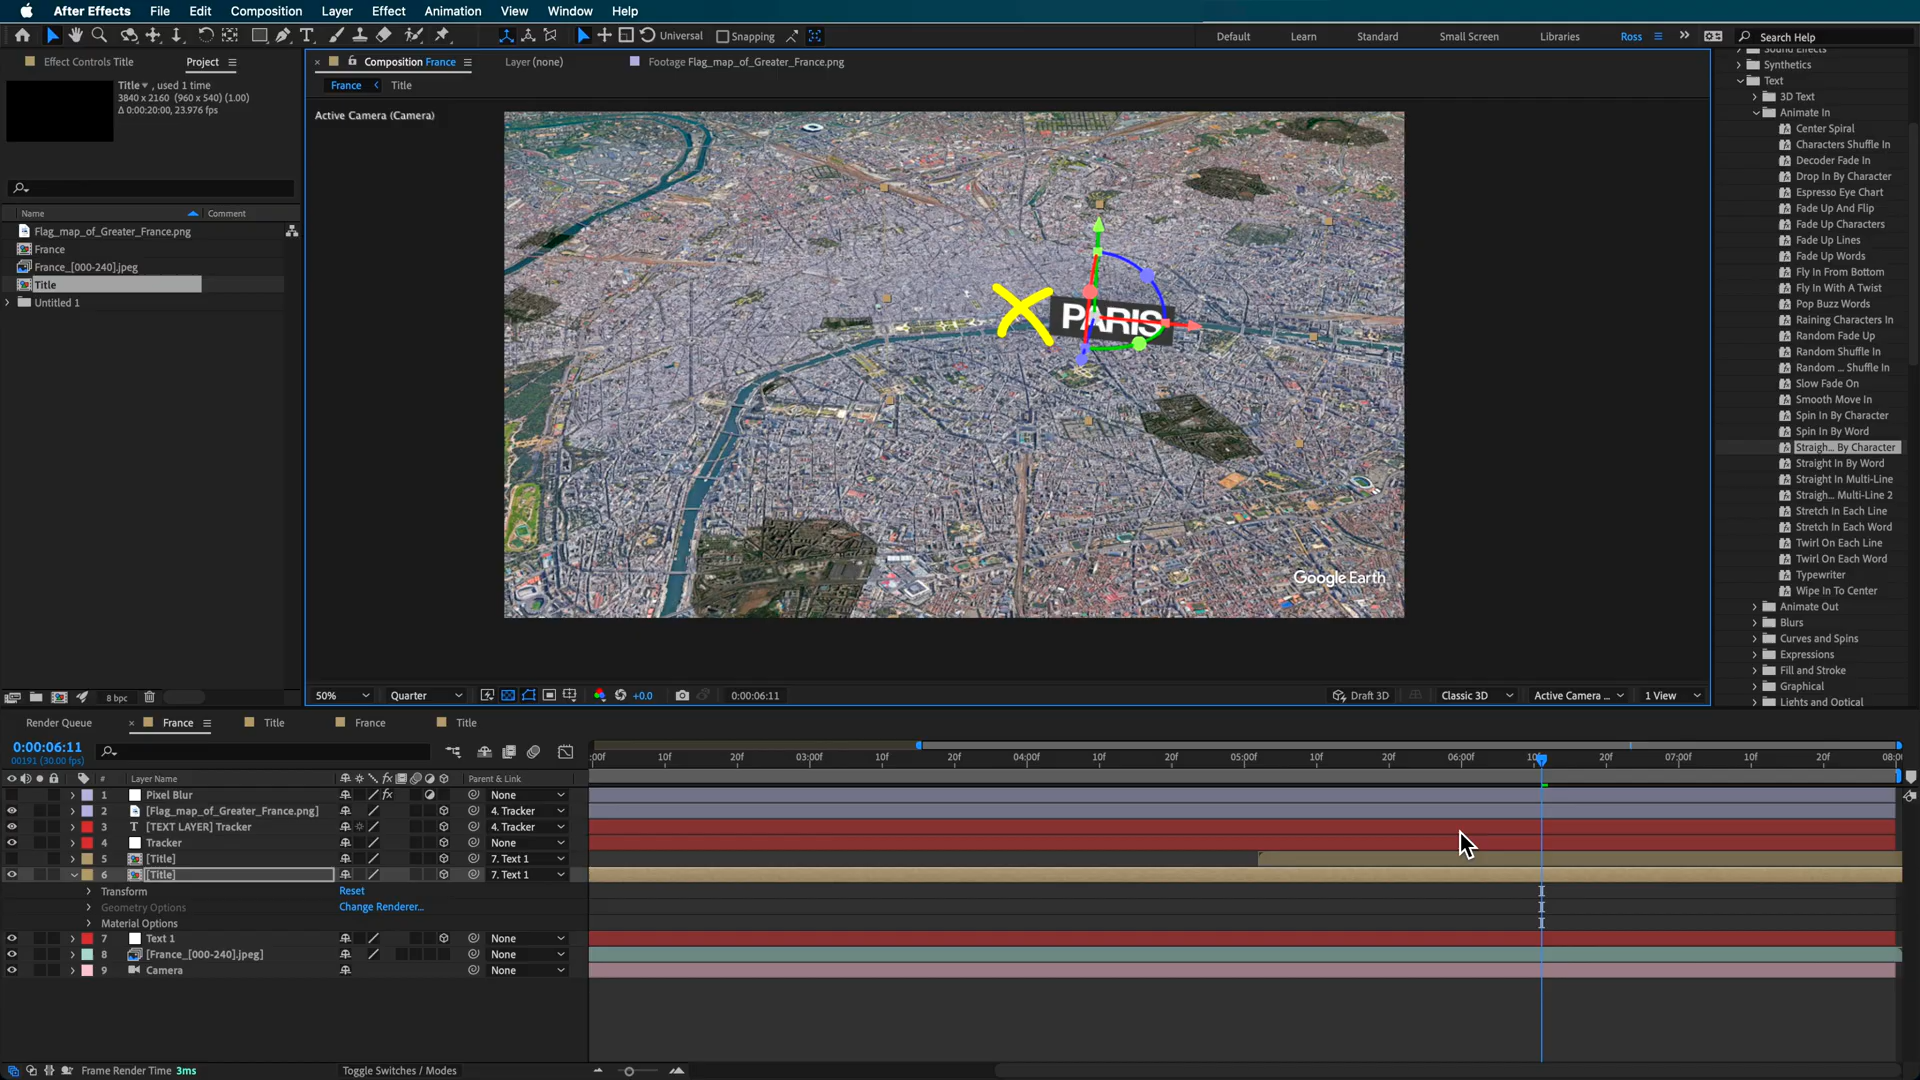 After Effects File Edit Composition Layer Effect Animation View Window Help
Universal Snapping Default Learn Standard Small Screen Libraries Ross Search Help
Effect Controls Title Project
Composition France Layer (none) Footage Flag_map_of_Greater_France.png
Title, used 1 time
3840 x 2160 (960 x 540) (1.00)
Δ 0:00:20:00, 23.976 fps
France Title
Active Camera (Camera)
Name Comment
Flag_map_of_Greater_France.png
France
France_[000-240].jpeg
Title
Untitled 1
PARIS
Google Earth
Sound Effects
Synthetics
Text
3D Text
Animate In
Center Spiral
Characters Shuffle In
Decoder Fade In
Drop In By Character
Espresso Eye Chart
Fade Up And Flip
Fade Up Characters
Fade Up Lines
Fade Up Words
Fly In From Bottom
Fly In With A Twist
Pop Buzz Words
Raining Characters In
Random Fade Up
Random Shuffle In
Random ... Shuffle In
Slow Fade On
Smooth Move In
Spin In By Character
Spin In By Word
Straigh... By Character
Straight In By Word
Straight In Multi-Line
Straigh... Multi-Line 2
Stretch In Each Line
Stretch In Each Word
Twirl On Each Line
Twirl On Each Word
Typewriter
Wipe In To Center
Animate Out
Blurs
Curves and Spins
Expressions
Fill and Stroke
Graphical
Lights and Optical
8 bpc
50% Quarter +0.0 0:00:06:11 Draft 3D Classic 3D Active Camera ... 1 View
Render Queue France Title France Title
0:00:06:11
00191 (30.00 fps)
:00f 10f 20f 03:00f 10f 20f 04:00f 10f 20f 05:00f 10f 20f 06:00f 10f 20f 07:00f 10f 20f 08:0
# Layer Name Parent & Link
1 Pixel Blur None
2 [Flag_map_of_Greater_France.png] 4. Tracker
3 [TEXT LAYER] Tracker 4. Tracker
4 Tracker None
5 [Title] 7. Text 1
6 [Title] 7. Text 1
Transform Reset
Geometry Options Change Renderer...
Material Options
7 Text 1 None
8 [France_[000-240].jpeg] None
9 Camera None
Frame Render Time 3ms Toggle Switches / Modes